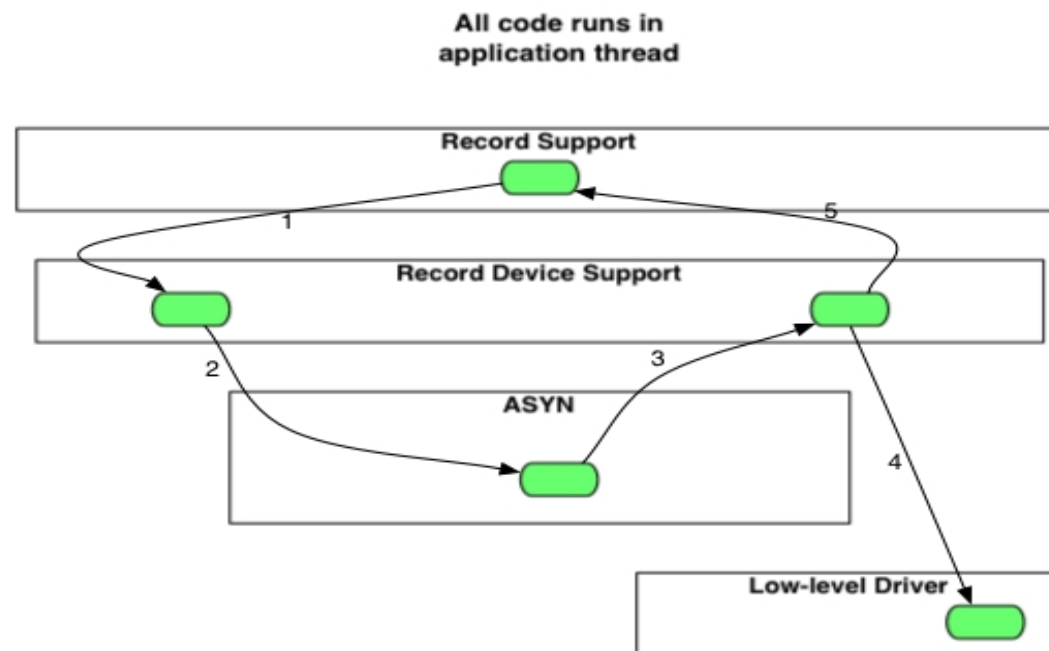 All code runs in
application thread
Record Support
1
5
Record Device Support
2
3
ASYN
4
Low-level Driver